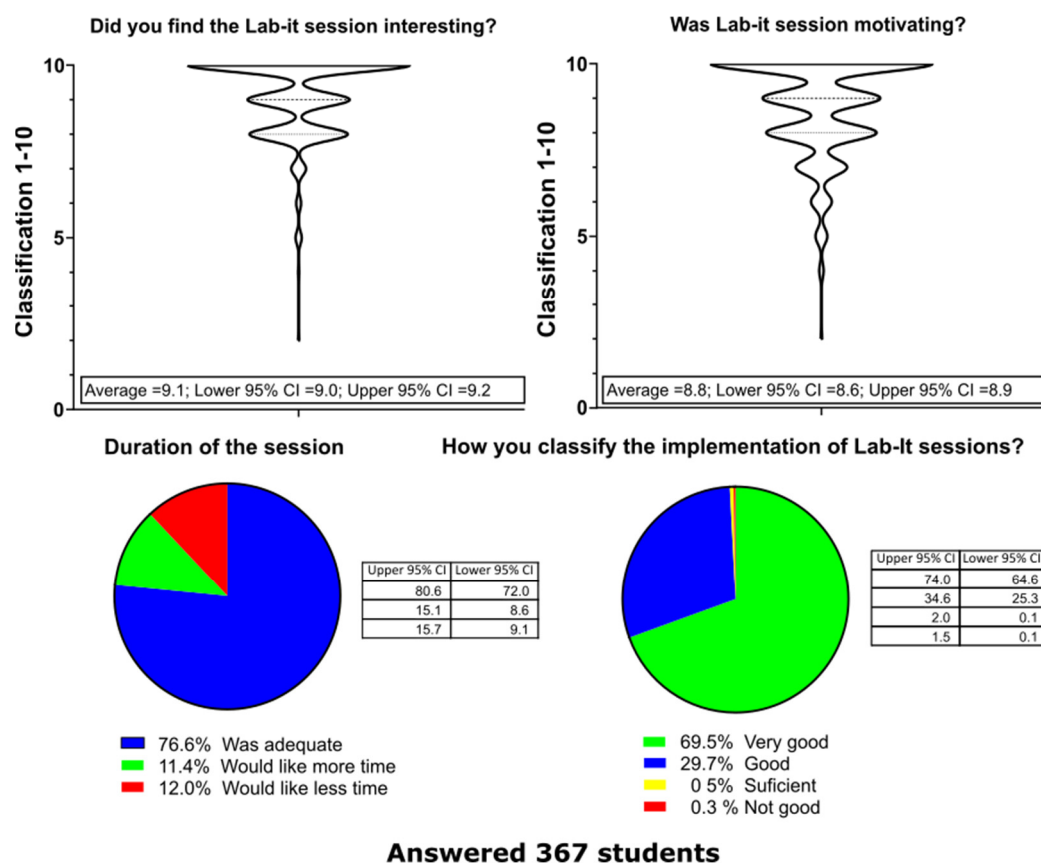 Did you find the Lab-it session interesting?
Classification 1-10
10
5
0
Average =9.1; Lower 95% CI =9.0; Upper 95% CI =9.2
Was Lab-it session motivating?
Classification 1-10
10
5
0
Average =8.8; Lower 95% CI =8.6; Upper 95% CI =8.9
Duration of the session
Upper 95% CI Lower 95% CI
80.6 72.0
15.1 8.6
15.7 9.1
76.6% Was adequate
11.4% Would like more time
12.0% Would like less time
How you classify the implementation of Lab-It sessions?
Upper 95% CI Lower 95% CI
74.0 64.6
34.6 25.3
2.0 0.1
1.5 0.1
69.5% Very good
29.7% Good
0 5% Suficient
0.3 % Not good
Answered 367 students